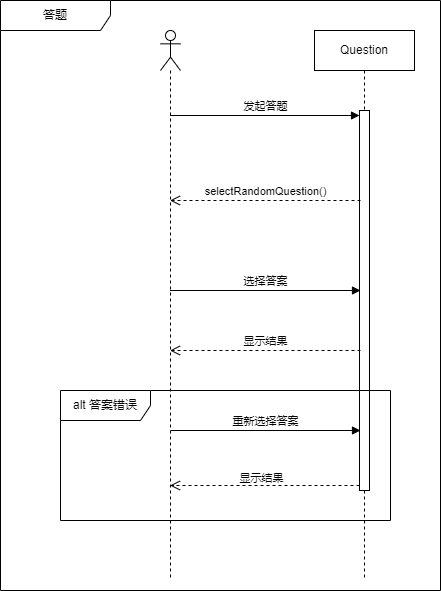 答题
Question
发起答题
selectRandomQuestion()
选择答案
显示结果
alt 答案错误
重新选择答案
显示结果